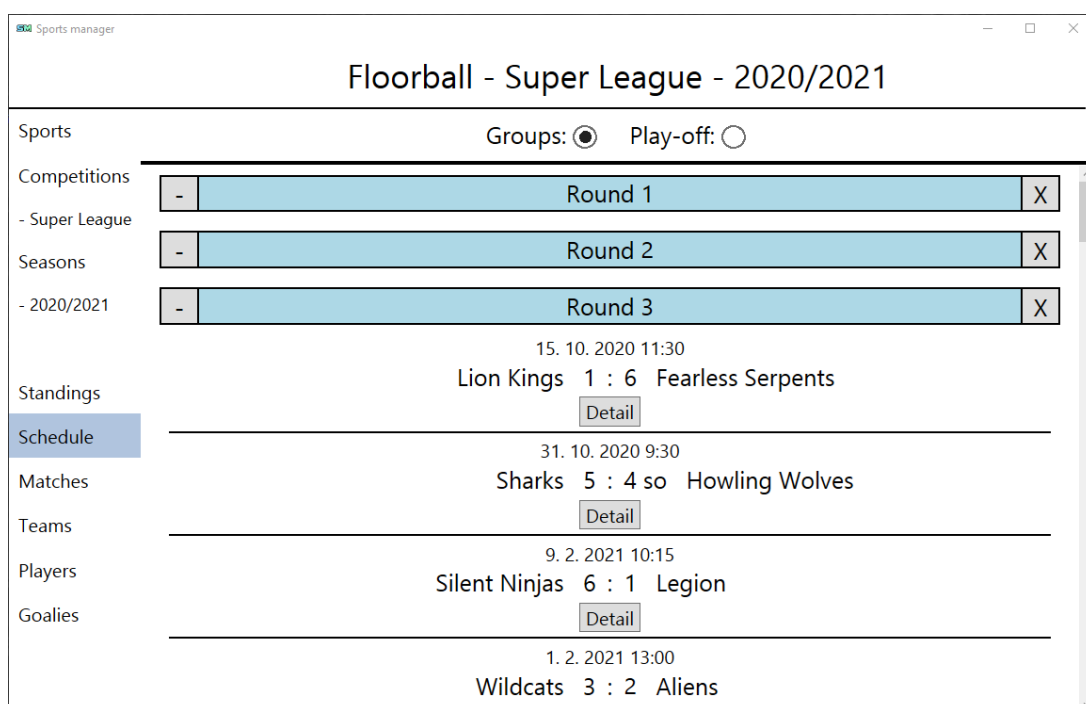 SM Sports manager
Floorball - Super League - 2020/2021
Sports
Competitions
- Super League
Seasons
- 2020/2021
Standings
Schedule
Matches
Teams
Players
Goalies
Groups: Play-off:
- Round 1 X
- Round 2 X
- Round 3 X
15. 10. 2020 11:30
Lion Kings 1 : 6 Fearless Serpents
Detail
31. 10. 2020 9:30
Sharks 5 : 4 so Howling Wolves
Detail
9. 2. 2021 10:15
Silent Ninjas 6 : 1 Legion
Detail
1. 2. 2021 13:00
Wildcats 3 : 2 Aliens